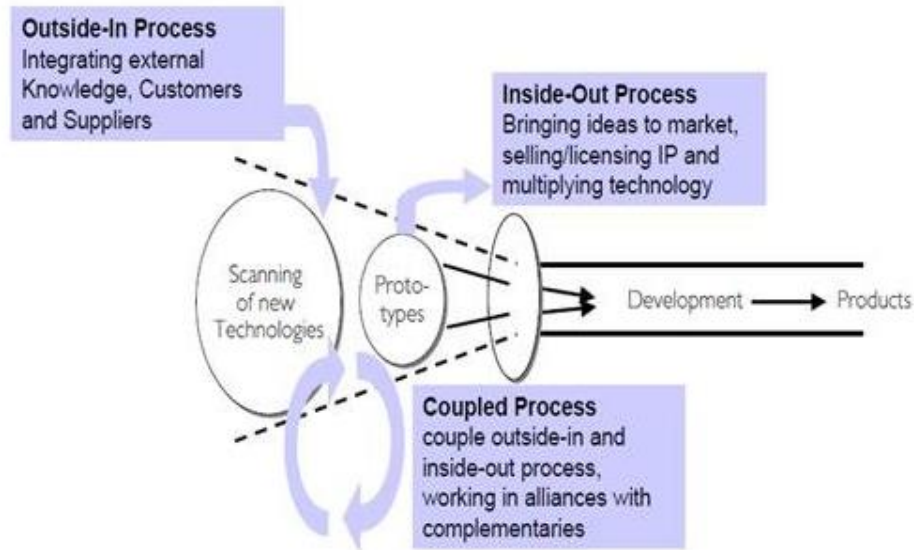 Outside-In Process
Integrating external
Knowledge, Customers
and Suppliers
Inside-Out Process
Bringing ideas to market,
selling/licensing IP and
multiplying technology
Scanning
of new
Technologies
Proto-
types
Development
Products
Coupled Process
couple outside-in and
inside-out process,
working in alliances with
complementaries